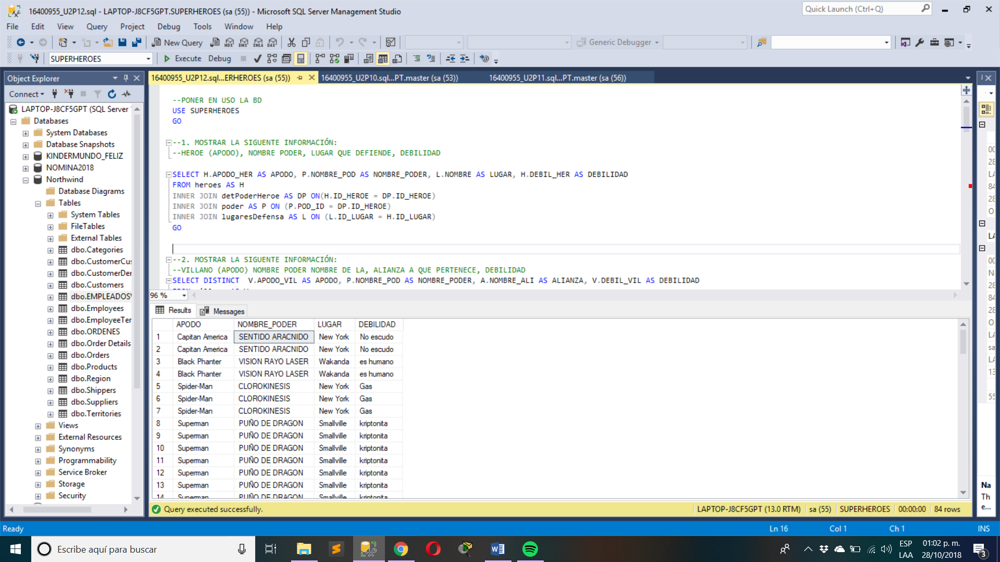 16400955_U2P12.sql - LAPTOP-J8CF5GPT.SUPERHEROES (sa (55)) - Microsoft SQL Server Management Studio
Quick Launch (Ctrl+Q)
File Edit View Query Project Debug Tools Window Help
New Query
MDX DMX XMLA DAX
Generic Debugger
SUPERHEROES
Execute Debug
Object Explorer
Connect
LAPTOP-J8CF5GPT (SQL Server
Databases
System Databases
Database Snapshots
KINDERMUNDO_FELIZ
NOMINA2018
Northwind
Database Diagrams
Tables
System Tables
FileTables
External Tables
dbo.Categories
dbo.CustomerCus
dbo.CustomerDer
dbo.Customers
dbo.EMPLEADOS
dbo.Employees
dbo.EmployeeTer
dbo.ORDENES
dbo.Order Details
dbo.Orders
dbo.Products
dbo.Region
dbo.Shippers
dbo.Suppliers
dbo.Territories
Views
External Resources
Synonyms
Programmability
Service Broker
Storage
Security
16400955_U2P12.sql...ERHEROES (sa (55))
16400955_U2P10.sql...PT.master (sa (53))
16400955_U2P11.sql...PT.master (sa (56))
--PONER EN USO LA BD
USE SUPERHEROES
GO
--1. MOSTRAR LA SIGUENTE INFORMACIÓN:
--HEROE (APODO), NOMBRE PODER, LUGAR QUE DEFIENDE, DEBILIDAD
SELECT H.APODO_HER AS APODO, P.NOMBRE_POD AS NOMBRE_PODER, L.NOMBRE AS LUGAR, H.DEBIL_HER AS DEBILIDAD
FROM heroes AS H
INNER JOIN detPoderHeroe AS DP ON(H.ID_HEROE = DP.ID_HEROE)
INNER JOIN poder AS P ON (P.POD_ID = DP.ID_HEROE)
INNER JOIN lugaresDefensa AS L ON (L.ID_LUGAR = H.ID_LUGAR)
GO
--2. MOSTRAR LA SIGUENTE INFORMACIÓN:
--VILLANO (APODO) NOMBRE PODER NOMBRE DE LA, ALIANZA A QUE PERTENECE, DEBILIDAD
SELECT DISTINCT  V.APODO_VIL AS APODO, P.NOMBRE_POD AS NOMBRE_PODER, A.NOMBRE_ALI AS ALIANZA, V.DEBIL_VIL AS DEBILIDAD
96 %
Results Messages
APODO NOMBRE_PODER LUGAR DEBILIDAD
1 Capitan America SENTIDO ARACNIDO New York No escudo
2 Capitan America SENTIDO ARACNIDO New York No escudo
3 Black Phanter VISION RAYO LASER Wakanda es humano
4 Black Phanter VISION RAYO LASER Wakanda es humano
5 Spider-Man CLOROKINESIS New York Gas
6 Spider-Man CLOROKINESIS New York Gas
7 Spider-Man CLOROKINESIS New York Gas
8 Superman PUÑO DE DRAGON Smallville kriptonita
9 Superman PUÑO DE DRAGON Smallville kriptonita
10 Superman PUÑO DE DRAGON Smallville kriptonita
11 Superman PUÑO DE DRAGON Smallville kriptonita
12 Superman PUÑO DE DRAGON Smallville kriptonita
13 Superman PUÑO DE DRAGON Smallville kriptonita
14 Superman PUÑO DE DRAGON Smallville kriptonita
Query executed successfully.
LAPTOP-J8CF5GPT (13.0 RTM) sa (55) SUPERHEROES 00:00:00 84 rows
Na
Th
e...
Ready
Ln 16 Col 1 Ch 1 INS
Escribe aquí para buscar
ESP
LAA
01:02 p. m.
28/10/2018
3